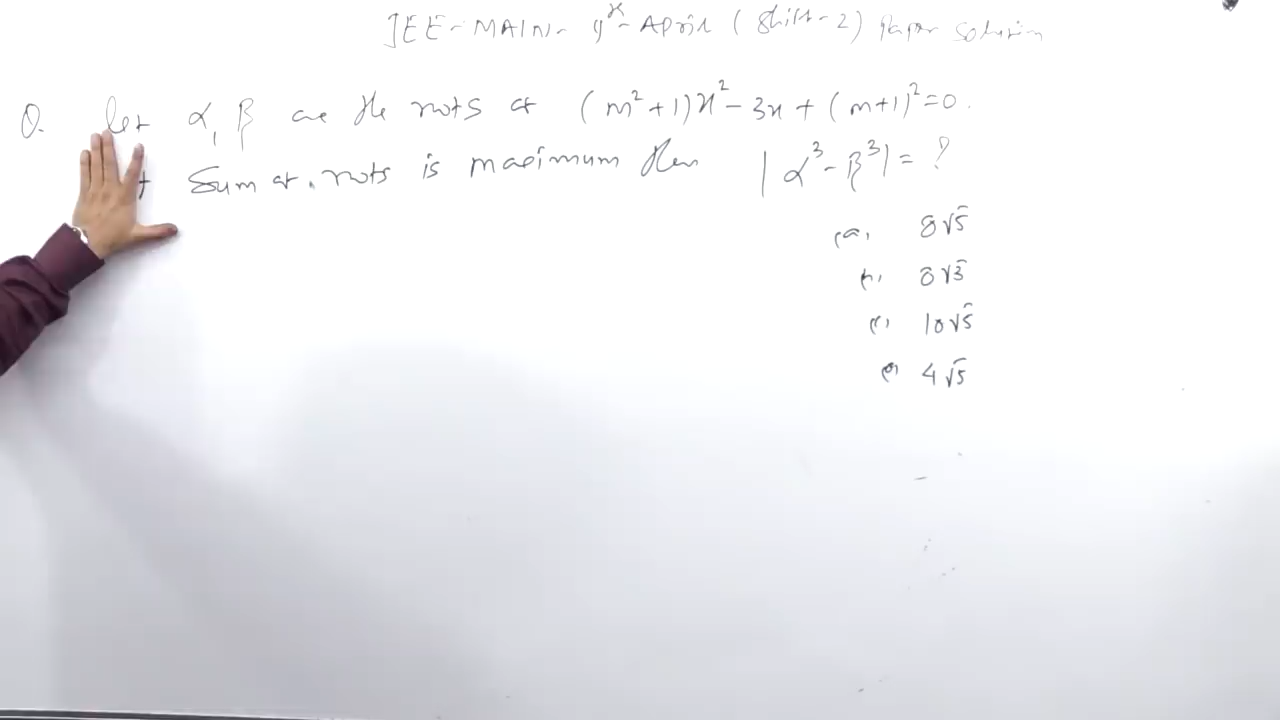 JEE-MAIN- 9th-April (Shift-2) Paper Solution
Q. Let α, β are the roots of (m²+1)x² - 3x + (m+1)² = 0.
Sum of roots is maximum then |α³ - β³| = ?
(a) 8√5
(b) 8√3
(c) 10√5
4√5